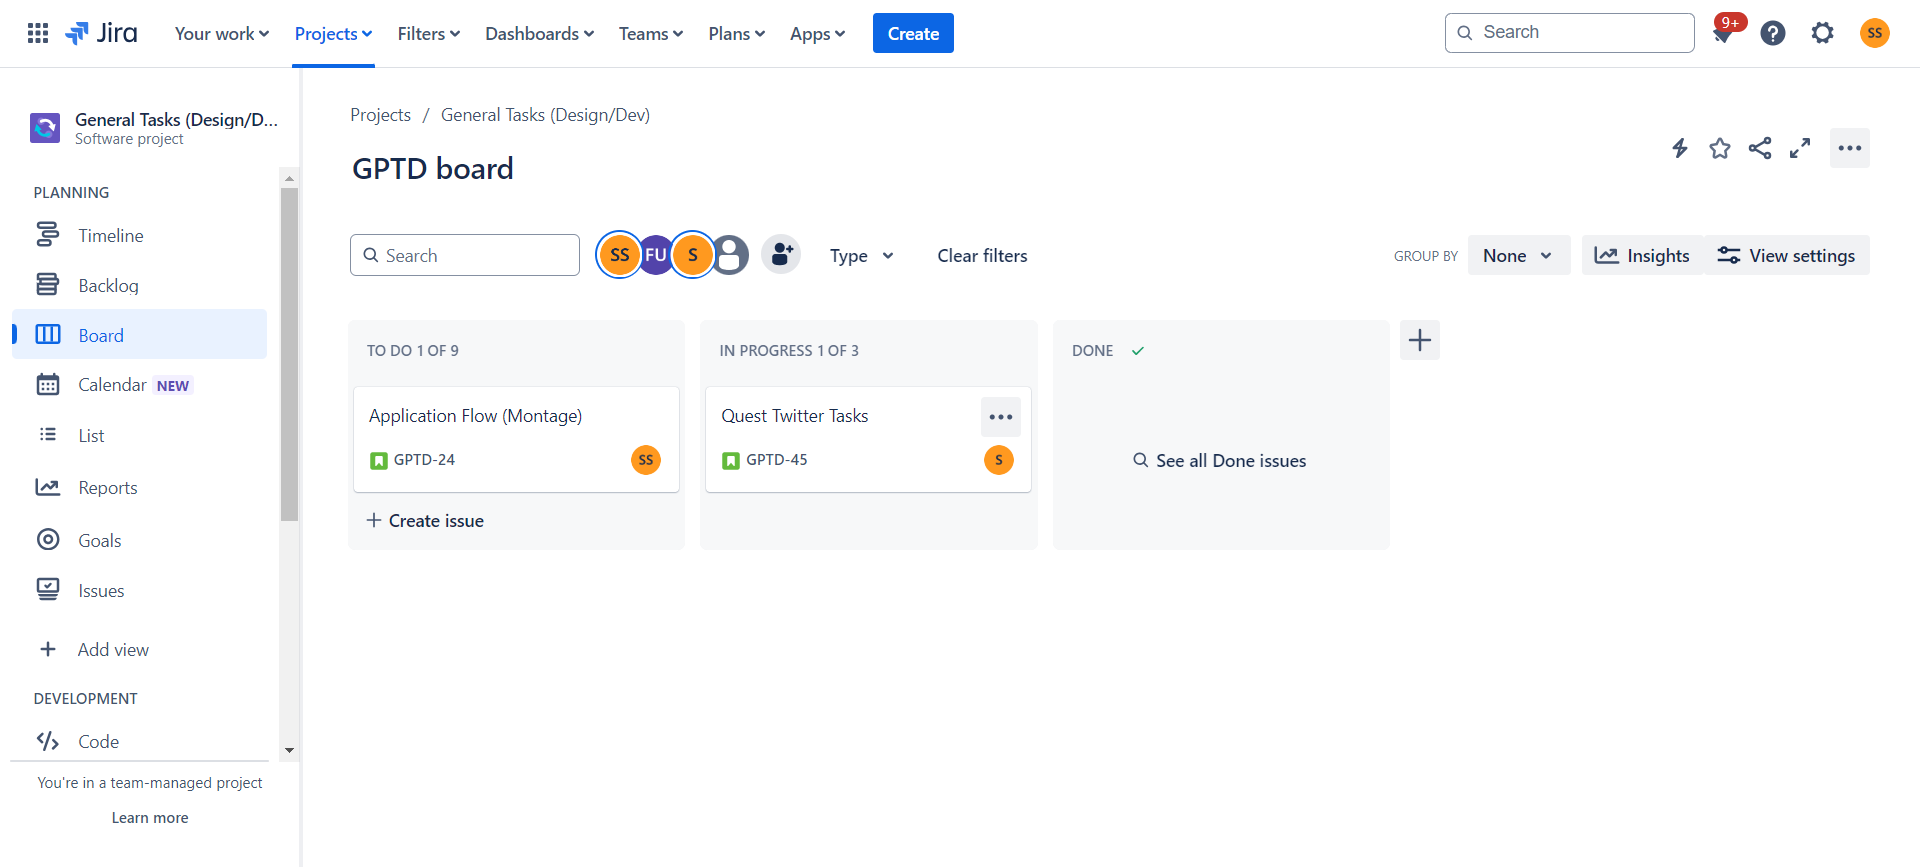 Jira
Your work
Projects
Filters
Dashboards
Teams
Plans
Apps
Create
Search
9+
SS
General Tasks (Design/D...
Software project
PLANNING
Timeline
Backlog
Board
Calendar NEW
List
Reports
Goals
Issues
Add view
DEVELOPMENT
Code
You're in a team-managed project
Learn more
Projects / General Tasks (Design/Dev)
GPTD board
Search
SS
FU
S
Type
Clear filters
GROUP BY
None
Insights
View settings
TO DO 1 OF 9
Application Flow (Montage)
GPTD-24
SS
Create issue
IN PROGRESS 1 OF 3
Quest Twitter Tasks
GPTD-45
S
DONE
See all Done issues